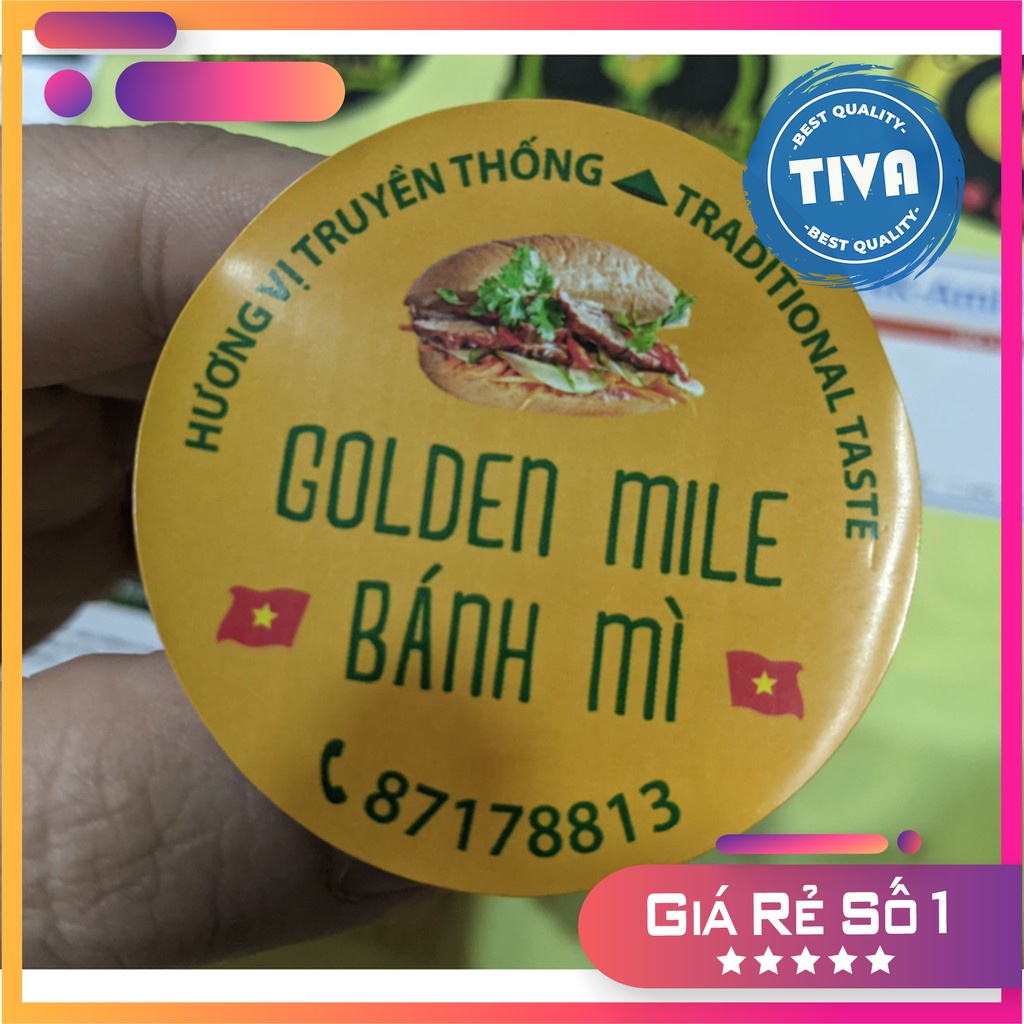 -BEST QUALITY-
TIVA
-BEST QUALITY-
HƯƠNG VỊ TRUYỀN THỐNG
TRADITIONAL TASTE
GOLDEN MILE
BÁNH MÌ
87178813
GIÁ RẺ SỐ 1